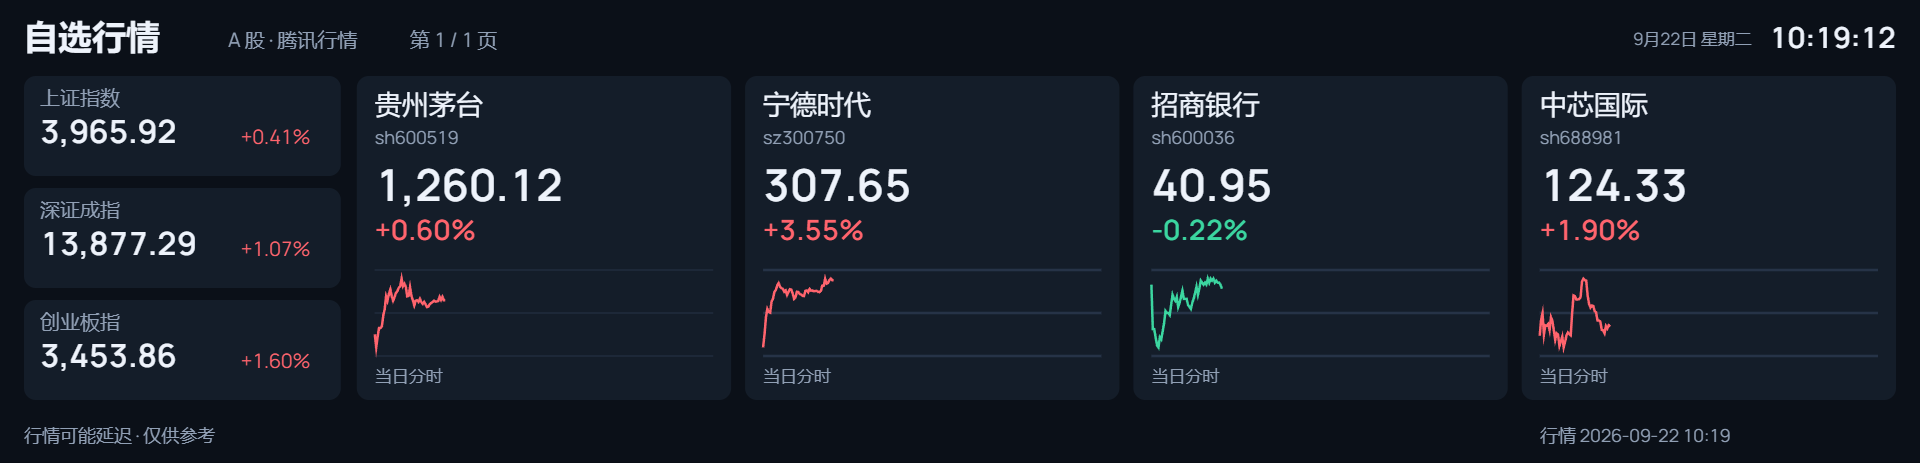 自选行情
A 股 · 腾讯行情
第 1 / 1 页
9月22日 星期二
10:19:12
上证指数
3,965.92
+0.41%
深证成指
13,877.29
+1.07%
创业板指
3,453.86
+1.60%
贵州茅台
sh600519
1,260.12
+0.60%
当日分时
宁德时代
sz300750
307.65
+3.55%
当日分时
招商银行
sh600036
40.95
-0.22%
当日分时
中芯国际
sh688981
124.33
+1.90%
当日分时
行情可能延迟 · 仅供参考
行情 2026-09-22 10:19